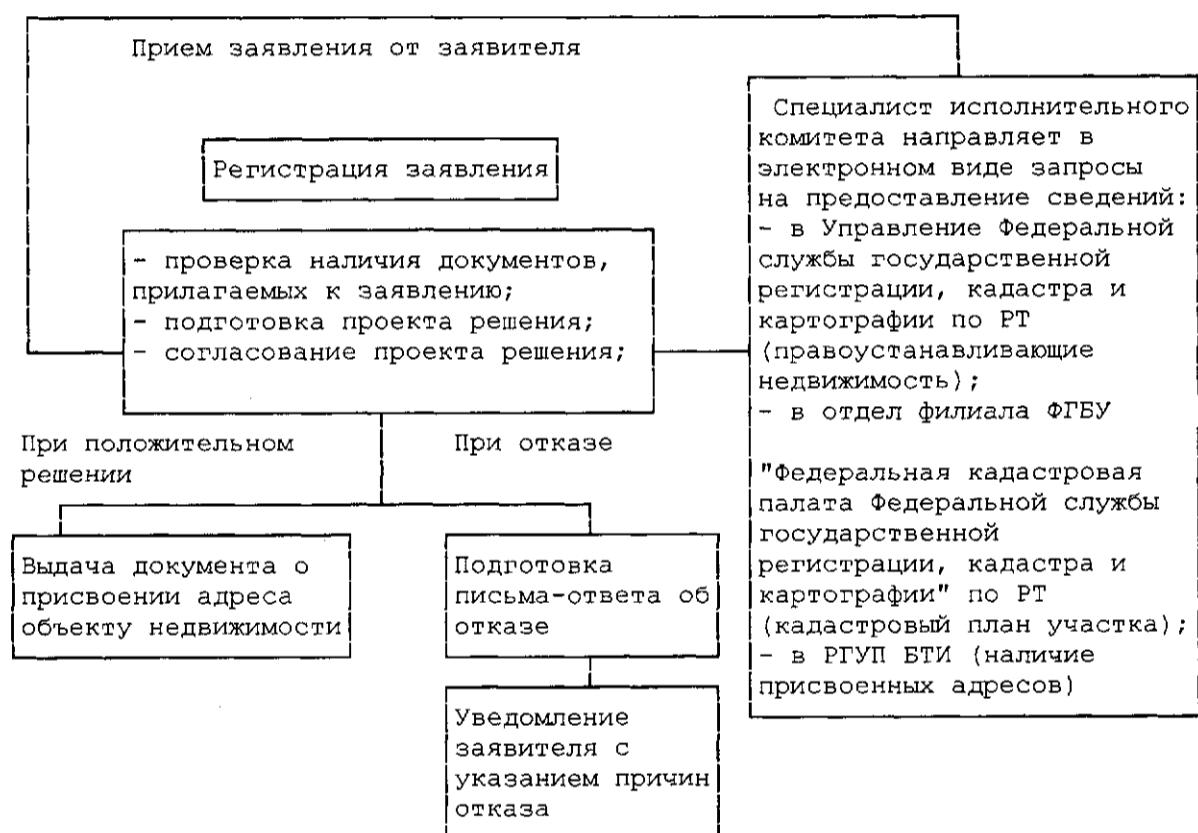 Прием заявления от заявителя
Регистрация заявления
- проверка наличия документов,
прилагаемых к заявлению;
- подготовка проекта решения;
- согласование проекта решения;
Специалист исполнительного
комитета направляет в
электронном виде запросы
на предоставление сведений:
- в Управление Федеральной
службы государственной
регистрации, кадастра и
картографии по РТ
(правоустанавливающие
недвижимость);
- в отдел филиала ФГБУ
"Федеральная кадастровая
палата Федеральной службы
государственной
регистрации, кадастра и
картографии" по РТ
(кадастровый план участка);
- в РГУП БТИ (наличие
присвоенных адресов)
При положительном
решении
При отказе
Выдача документа о
присвоении адреса
объекту недвижимости
Подготовка
письма-ответа об
отказе
Уведомление
заявителя с
указанием причин
отказа